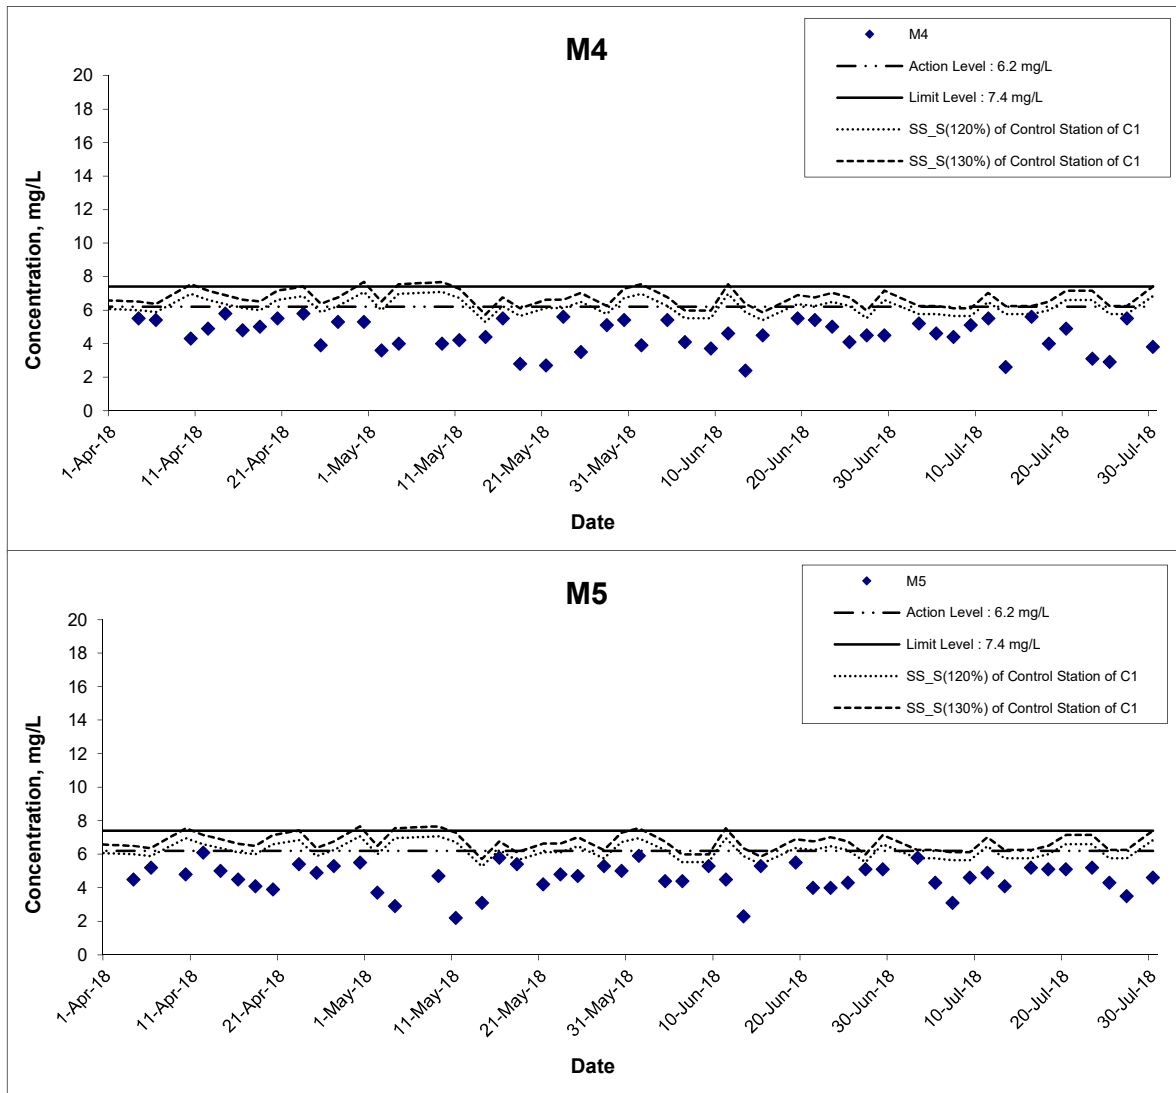 M4
M4
Action Level : 6.2 mg/L
Limit Level : 7.4 mg/L
SS_S(120%) of Control Station of C1
SS_S(130%) of Control Station of C1
Concentration, mg/L
20
18
16
14
12
10
8
6
4
2
0
1-Apr-18
11-Apr-18
21-Apr-18
1-May-18
11-May-18
21-May-18
31-May-18
10-Jun-18
20-Jun-18
30-Jun-18
10-Jul-18
20-Jul-18
30-Jul-18
Date
M5
M5
Action Level : 6.2 mg/L
Limit Level : 7.4 mg/L
SS_S(120%) of Control Station of C1
SS_S(130%) of Control Station of C1
Concentration, mg/L
20
18
16
14
12
10
8
6
4
2
0
1-Apr-18
11-Apr-18
21-Apr-18
1-May-18
11-May-18
21-May-18
31-May-18
10-Jun-18
20-Jun-18
30-Jun-18
10-Jul-18
20-Jul-18
30-Jul-18
Date